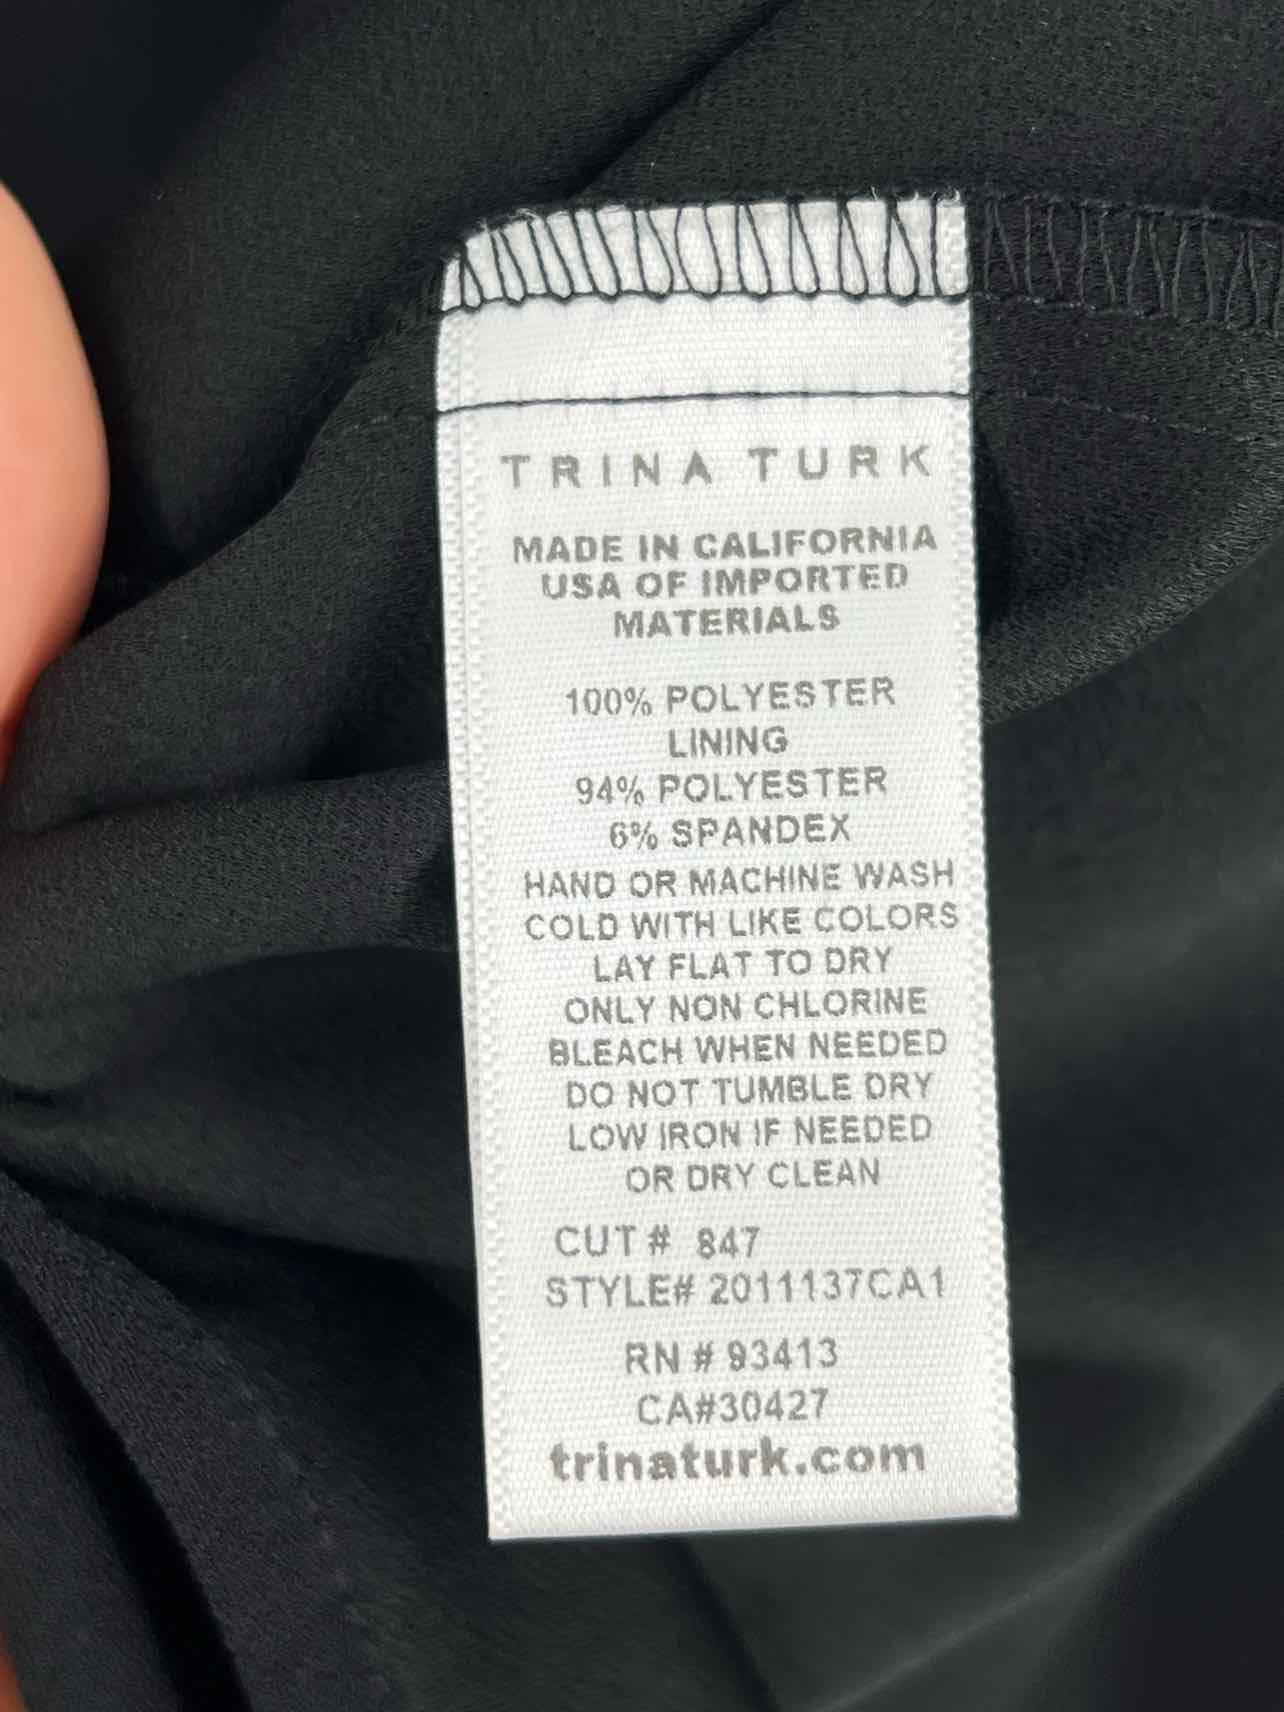 TRINA TURK
MADE IN CALIFORNIA
USA OF IMPORTED
MATERIALS
100% POLYESTER
LINING
94% POLYESTER
6% SPANDEX
HAND OR MACHINE WASH
COLD WITH LIKE COLORS
LAY FLAT TO DRY
ONLY NON CHLORINE
BLEACH WHEN NEEDED
DO NOT TUMBLE DRY
LOW IRON IF NEEDED
OR DRY CLEAN
CUT# 847
STYLE# 2011137CA1
RN # 93413
CA#30427
trinaturk.com